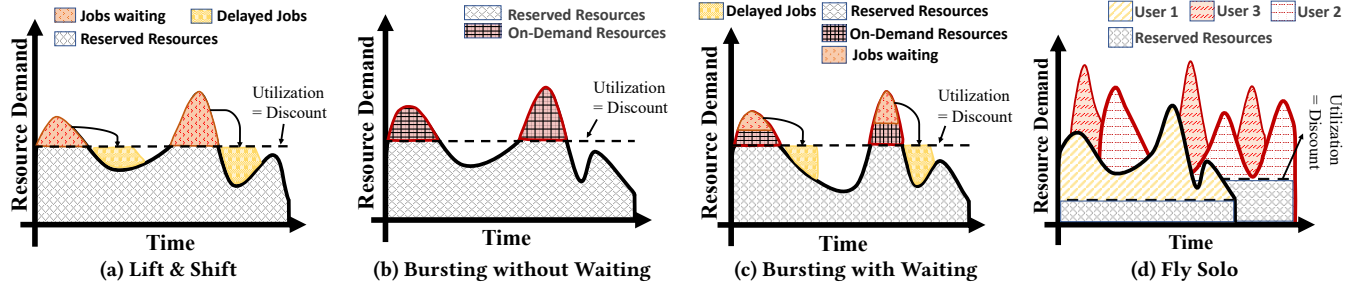 Jobs waiting
Delayed Jobs
Reserved Resources
Resource Demand
Utilization
= Discount
Time
(a) Lift & Shift
Reserved Resources
On-Demand Resources
Resource Demand
Utilization
= Discount
Time
(b) Bursting without Waiting
Delayed Jobs
Reserved Resources
On-Demand Resources
Jobs waiting
Resource Demand
Utilization
= Discount
Time
(c) Bursting with Waiting
User 1
User 3
User 2
Reserved Resources
Resource Demand
Utilization
= Discount
Time
(d) Fly Solo